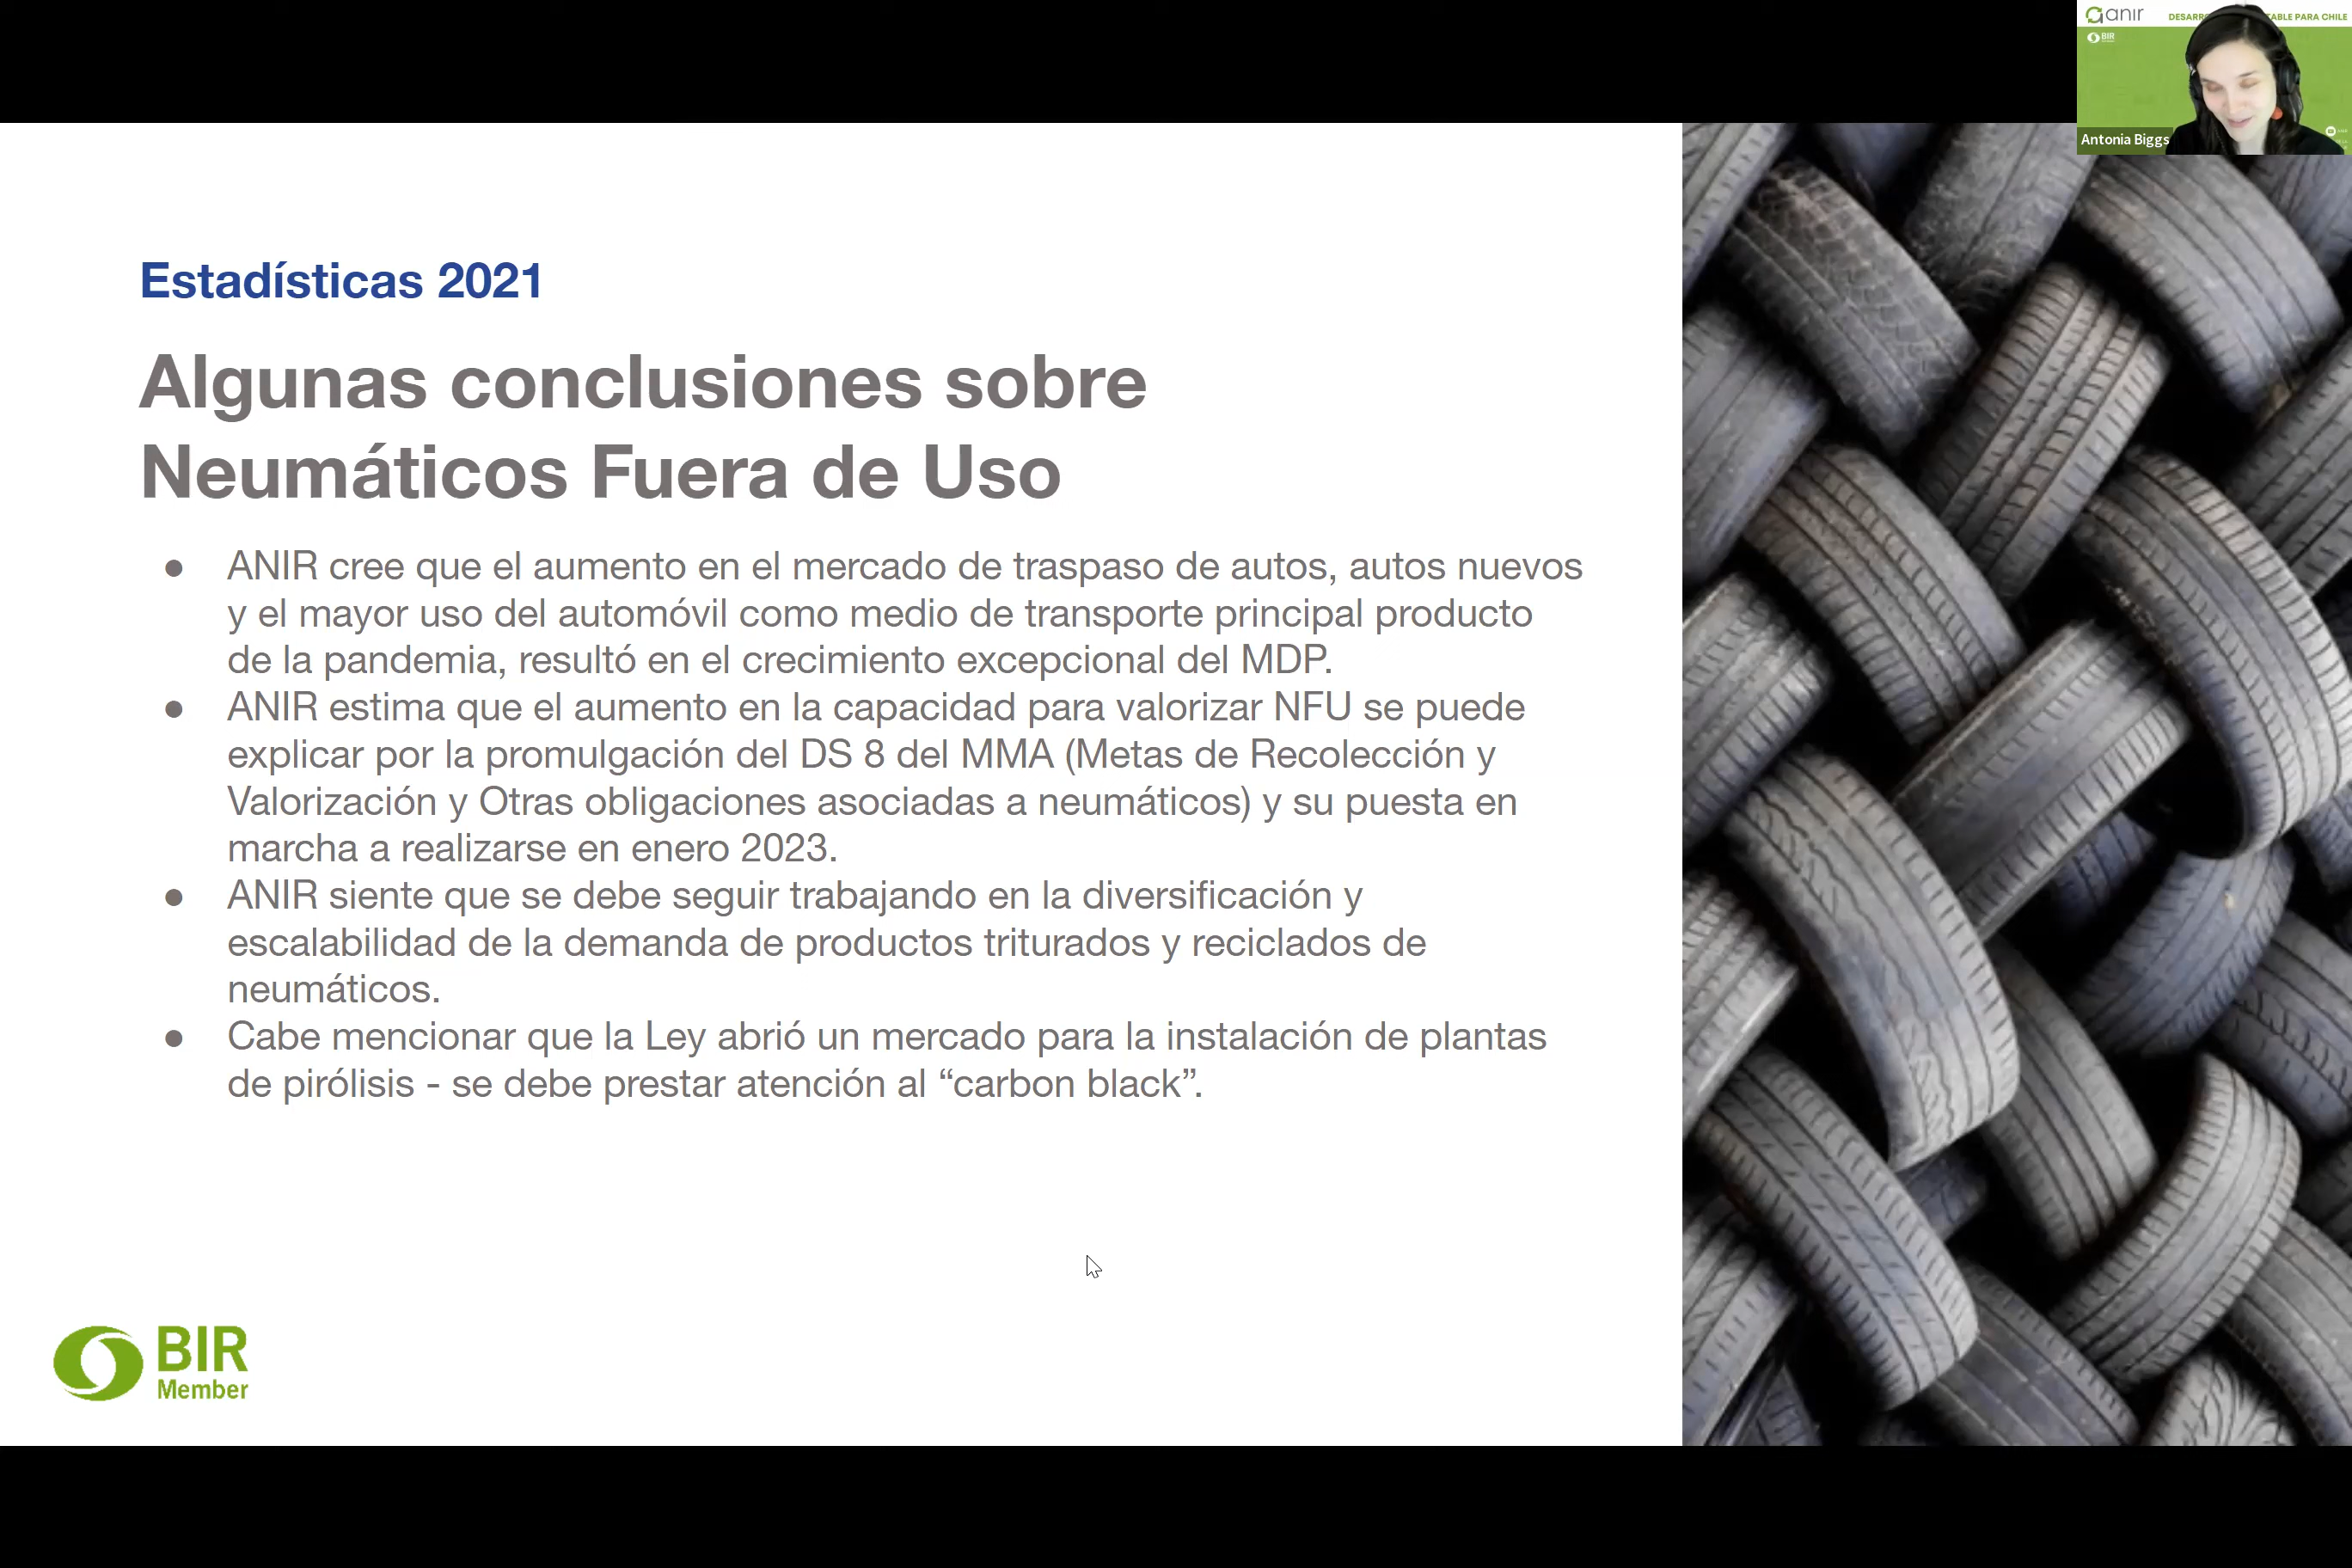 anir
DESARR
TABLE PARA CHILE
BIR
Antonia Biggs
Estadísticas 2021
Algunas conclusiones sobre
Neumáticos Fuera de Uso
● ANIR cree que el aumento en el mercado de traspaso de autos, autos nuevos
y el mayor uso del automóvil como medio de transporte principal producto
de la pandemia, resultó en el crecimiento excepcional del MDP.
● ANIR estima que el aumento en la capacidad para valorizar NFU se puede
explicar por la promulgación del DS 8 del MMA (Metas de Recolección y
Valorización y Otras obligaciones asociadas a neumáticos) y su puesta en
marcha a realizarse en enero 2023.
● ANIR siente que se debe seguir trabajando en la diversificación y
escalabilidad de la demanda de productos triturados y reciclados de
neumáticos.
● Cabe mencionar que la Ley abrió un mercado para la instalación de plantas
de pirólisis - se debe prestar atención al “carbon black”.
BIR
Member